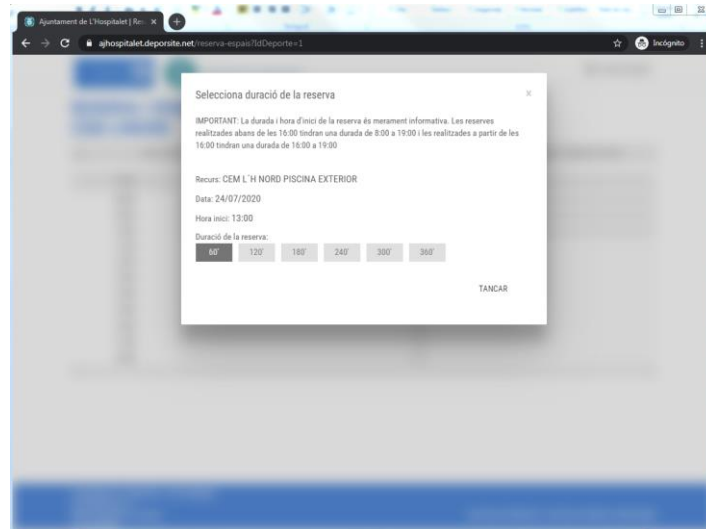 Ajuntament de L'Hospitalet | Res
ajhospitalet.deporsite.net/reserva-espais?IdDeporte=1
Incógnito
Selecciona duració de la reserva
IMPORTANT: La durada i hora d'inici de la reserva és merament informativa. Les reserves
realitzades abans de les 16:00 tindran una durada de 8:00 a 19:00 i les realitzades a partir de les
16:00 tindran una durada de 16:00 a 19:00
Recurs: CEM L´H NORD PISCINA EXTERIOR
Data: 24/07/2020
Hora inici: 13:00
Duració de la reserva:
60' 120' 180' 240' 300' 360'
TANCAR